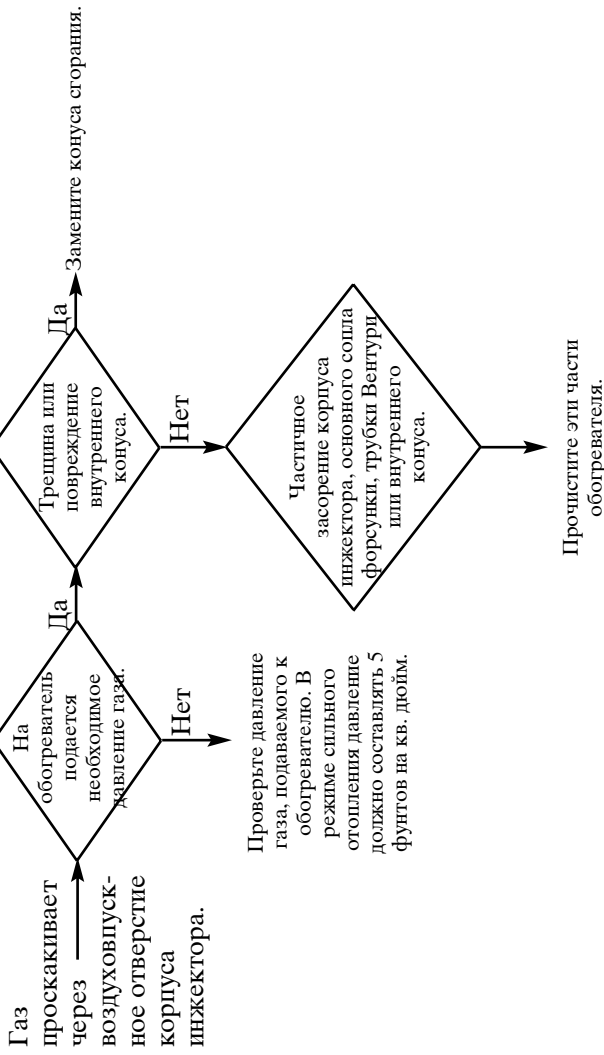 Газ
проскакивает
через
воздуховпуск-
ное отверстие
корпуса
инжектора.
На
обогреватель
подается
необходимое
давление газа.
Да
Нет
Проверьте давление
газа, подаваемого к
обогревателю. В
режиме сильного
отопления давление
должно составлять 5
фунтов на кв. дюйм.
Трещина или
повреждение
внутреннего
конуса.
Да
Замените конуса сгорания.
Нет
Частичное
засорение корпуса
инжектора, основного сопла
форсунки, трубки Вентури
или внутреннего
конуса.
Прочистите эти части
обогревателя.